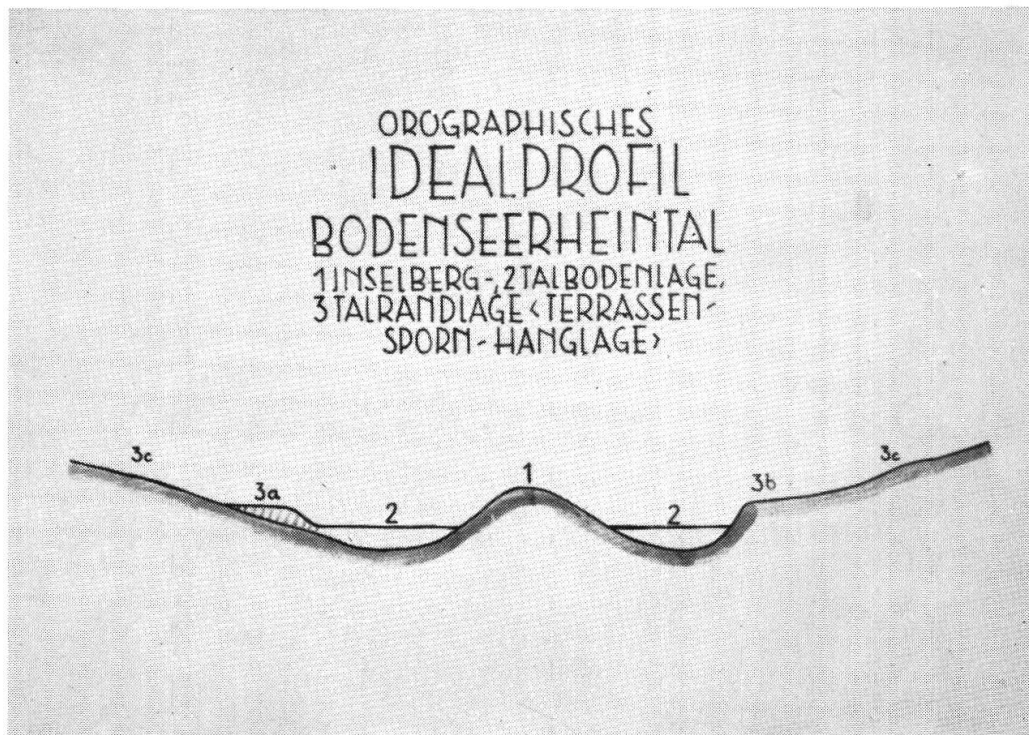 OROGRAPHISCHES
IDEALPROFIL
BODENSEERHEINTAL
1 INSELBERG-, 2 TALBODENLAGE,
3 TALRANDLAGE <TERRASSEN-
SPORN - HANGLAGE>
3c 3a 2 1 2 3b 3c